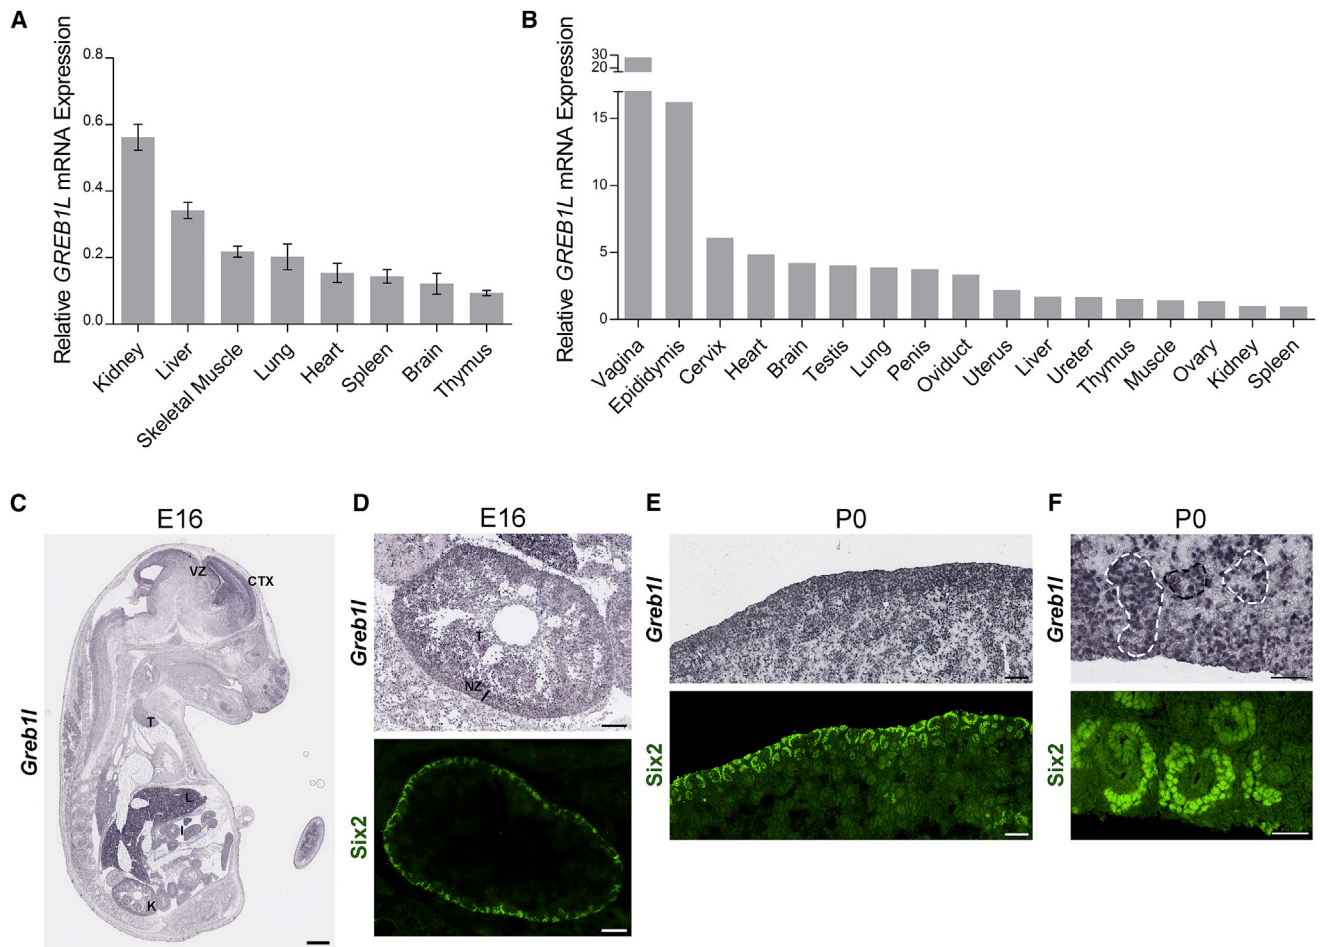 A
Relative GREB1L mRNA Expression
0.8
0.6
0.4
0.2
0.0
Kidney
Liver
Skeletal Muscle
Lung
Heart
Spleen
Brain
Thymus
B
Relative GREB1L mRNA Expression
30
20
15
10
5
0
Vagina
Epididymis
Cervix
Heart
Brain
Testis
Lung
Penis
Oviduct
Uterus
Liver
Ureter
Thymus
Muscle
Ovary
Kidney
Spleen
C
E16
Greb1l
VZ
CTX
T
L
I
K
D
E16
Greb1l
T
NZ
Six2
E
P0
Greb1l
Six2
F
P0
Greb1l
Six2